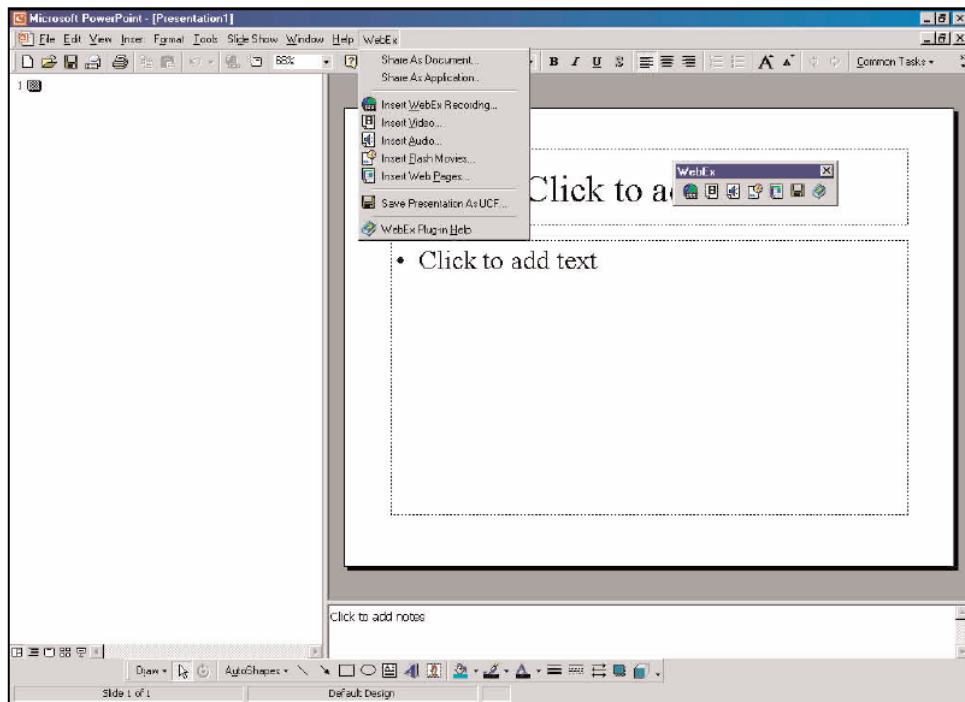 Microsoft PowerPoint - [Presentation1]
File Edit View Insert Format Tools Slide Show Window Help WebEx
68% B I U S A A Common Tasks
1
Share As Document...
Share As Application...
Insert WebEx Recording...
Insert Video...
Insert Audio...
Insert Flash Movies...
Insert Web Pages...
Save Presentation As UCF...
WebEx Plug-in Help
WebEx
Click to a
• Click to add text
Click to add notes
Draw AutoShapes A
Slide 1 of 1 Default Design